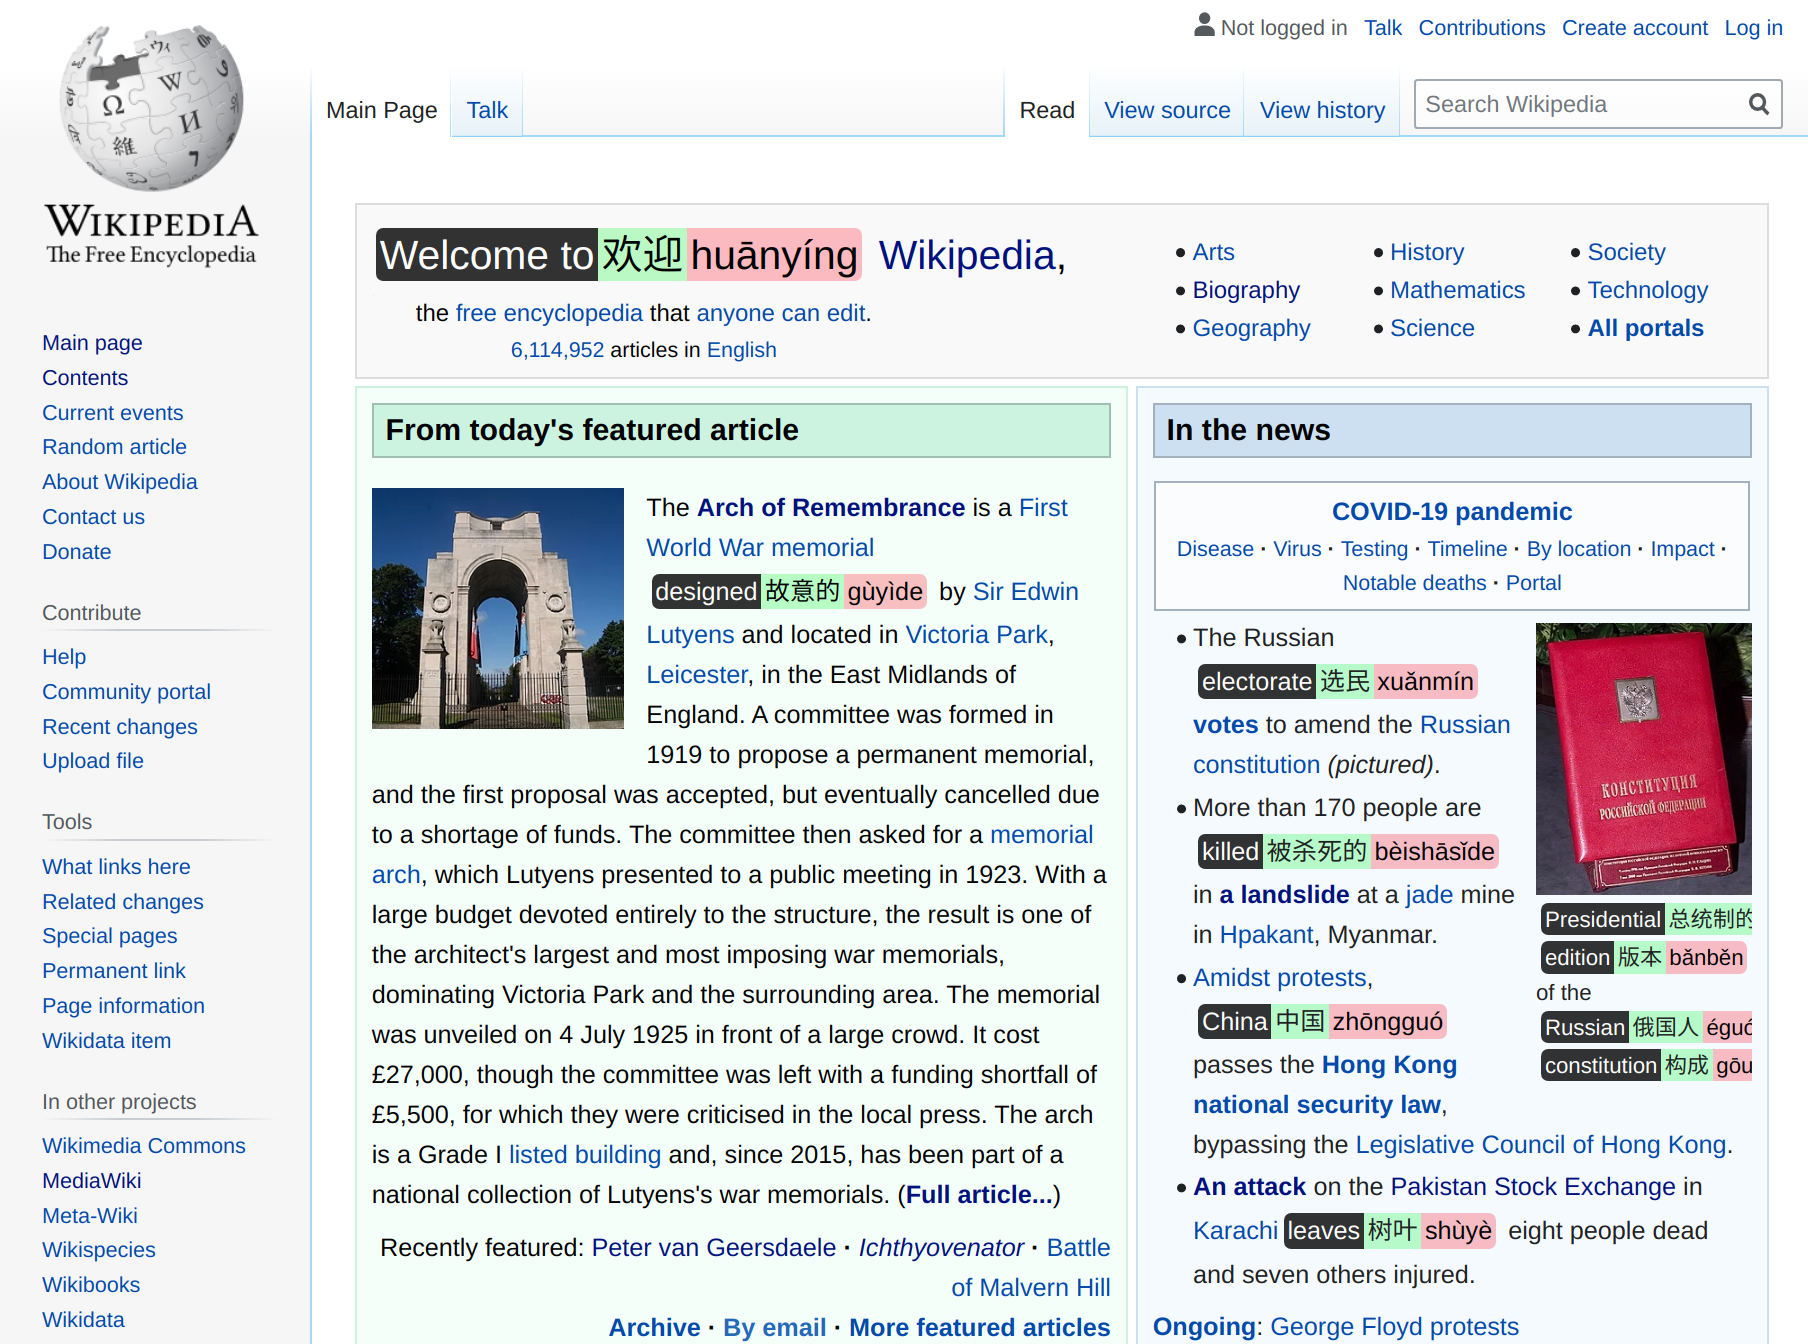 Not logged in Talk Contributions Create account Log in
Main Page Talk Read View source View history Search Wikipedia
WIKIPEDIA
The Free Encyclopedia
Main page
Contents
Current events
Random article
About Wikipedia
Contact us
Donate
Contribute
Help
Community portal
Recent changes
Upload file
Tools
What links here
Related changes
Special pages
Permanent link
Page information
Wikidata item
In other projects
Wikimedia Commons
MediaWiki
Meta-Wiki
Wikispecies
Wikibooks
Wikidata
Welcome to 欢迎 huānyíng Wikipedia,
the free encyclopedia that anyone can edit.
6,114,952 articles in English
• Arts • History • Society
• Biography • Mathematics • Technology
• Geography • Science • All portals
From today's featured article
The Arch of Remembrance is a First
World War memorial
designed 故意的 gùyìde by Sir Edwin
Lutyens and located in Victoria Park,
Leicester, in the East Midlands of
England. A committee was formed in
1919 to propose a permanent memorial,
and the first proposal was accepted, but eventually cancelled due
to a shortage of funds. The committee then asked for a memorial
arch, which Lutyens presented to a public meeting in 1923. With a
large budget devoted entirely to the structure, the result is one of
the architect's largest and most imposing war memorials,
dominating Victoria Park and the surrounding area. The memorial
was unveiled on 4 July 1925 in front of a large crowd. It cost
£27,000, though the committee was left with a funding shortfall of
£5,500, for which they were criticised in the local press. The arch
is a Grade I listed building and, since 2015, has been part of a
national collection of Lutyens's war memorials. (Full article...)
Recently featured: Peter van Geersdaele · Ichthyovenator · Battle
of Malvern Hill
Archive · By email · More featured articles
In the news
COVID-19 pandemic
Disease · Virus · Testing · Timeline · By location · Impact ·
Notable deaths · Portal
• The Russian
electorate 选民 xuǎnmín
votes to amend the Russian
constitution (pictured).
• More than 170 people are
killed 被杀死的 bèishāsǐde
in a landslide at a jade mine
in Hpakant, Myanmar.
• Amidst protests,
China 中国 zhōngguó
passes the Hong Kong
national security law,
bypassing the Legislative Council of Hong Kong.
• An attack on the Pakistan Stock Exchange in
Karachi leaves 树叶 shùyè eight people dead
and seven others injured.
Ongoing: George Floyd protests
КОНСТИТУЦИЯ
РОССИЙСКОЙ ФЕДЕРАЦИИ
Presidential 总统制的
edition 版本 bǎnběn
of the
Russian 俄国人 éguó
constitution 构成 gōu